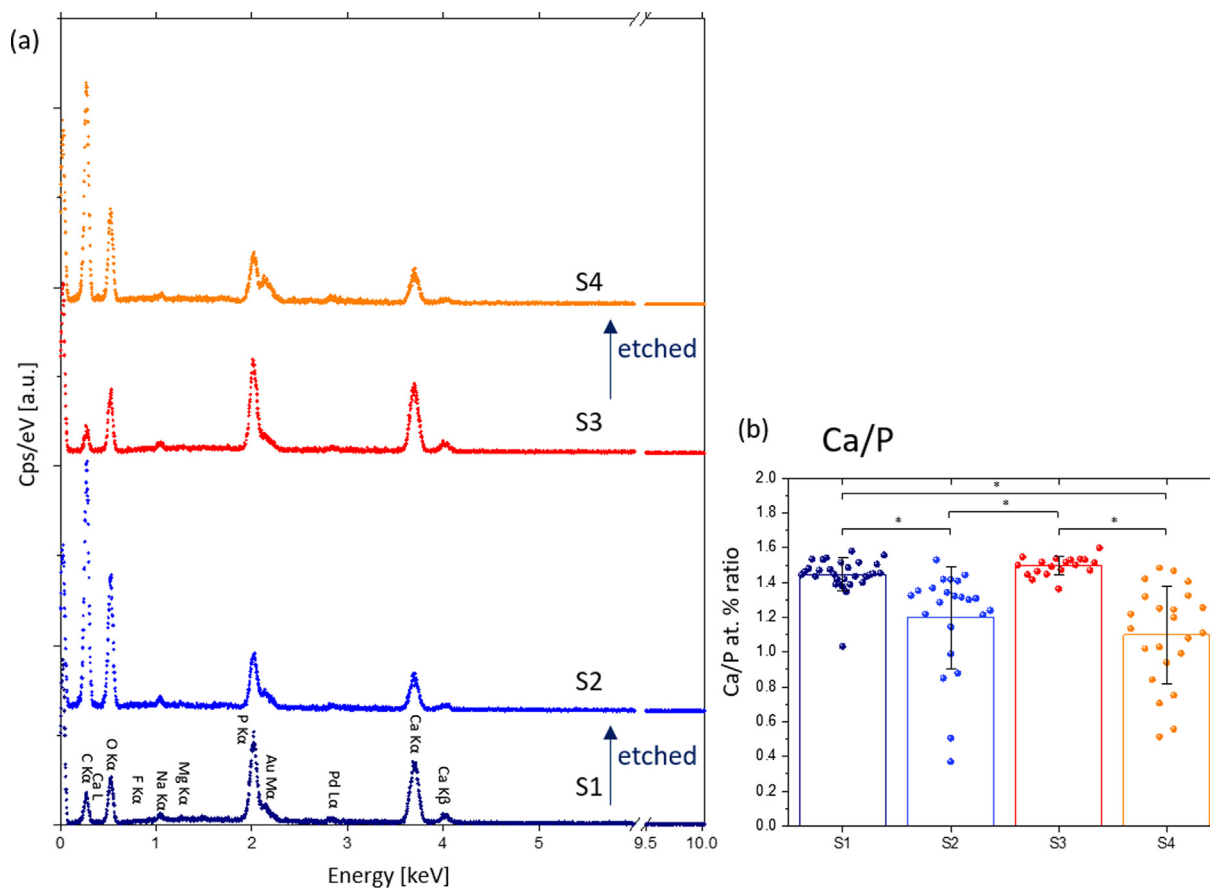 (a)
Cps/eV [a.u.]
S4
etched
S3
S2
etched
S1
C Kα
Ca L
O Kα
F Kα
Na Kα
Mg Kα
P Kα
Au Mα
Pd Lα
Ca Kα
Ca Kβ
0 1 2 3 4 5 9.5 10.0
Energy [keV]
(b) Ca/P
Ca/P at. % ratio
2.0
1.8
1.6
1.4
1.2
1.0
0.8
0.6
0.4
0.2
0.0
*
*
*
*
S1 S2 S3 S4